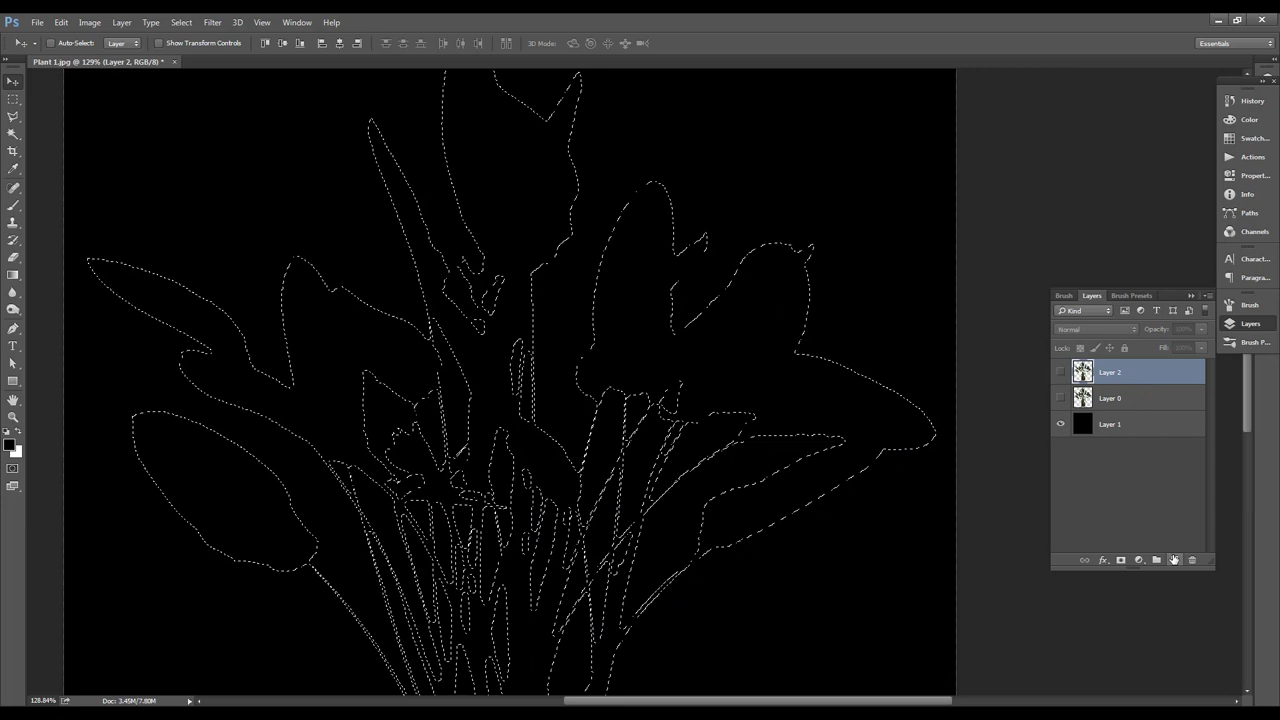 Ps File Edit Image Layer Type Select Filter 3D View Window Help
Auto-Select: Layer Show Transform Controls 3D Mode: Essentials
Plant 1.jpg @ 129% (Layer 2, RGB/8) * ×
History
Color
Swatch...
Actions
Propert...
Info
Paths
Channels
Charact...
Paragra...
Brush
Layers
Brush P...
Brush Layers Brush Presets
Kind
Normal Opacity: 100%
Lock: Fill: 100%
Layer 2
Layer 0
Layer 1
fx
128.84% Doc: 3.45M/7.80M